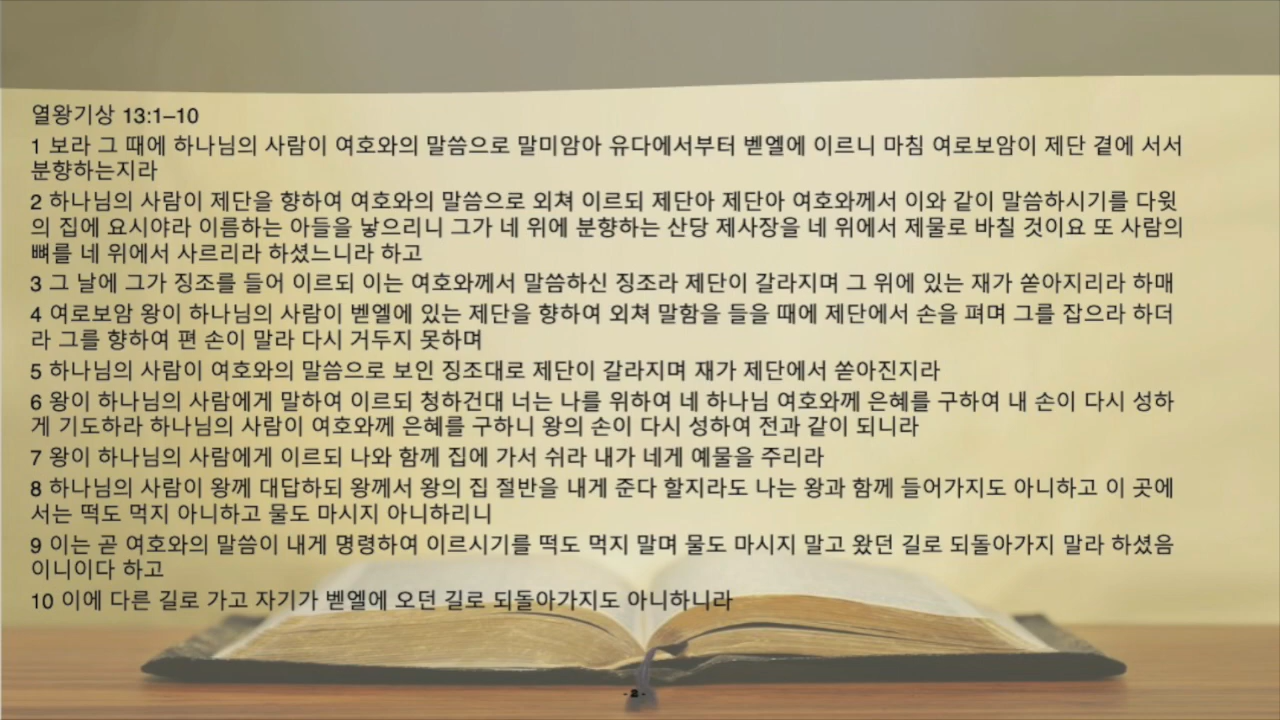 열왕기상 13:1–10
1 보라 그 때에 하나님의 사람이 여호와의 말씀으로 말미암아 유다에서부터 벧엘에 이르니 마침 여로보암이 제단 곁에 서서
분향하는지라
2 하나님의 사람이 제단을 향하여 여호와의 말씀으로 외쳐 이르되 제단아 제단아 여호와께서 이와 같이 말씀하시기를 다윗
의 집에 요시야라 이름하는 아들을 낳으리니 그가 네 위에 분향하는 산당 제사장을 네 위에서 제물로 바칠 것이요 또 사람의
뼈를 네 위에서 사르리라 하셨느니라 하고
3 그 날에 그가 징조를 들어 이르되 이는 여호와께서 말씀하신 징조라 제단이 갈라지며 그 위에 있는 재가 쏟아지리라 하매
4 여로보암 왕이 하나님의 사람이 벧엘에 있는 제단을 향하여 외쳐 말함을 들을 때에 제단에서 손을 펴며 그를 잡으라 하더
라 그를 향하여 편 손이 말라 다시 거두지 못하며
5 하나님의 사람이 여호와의 말씀으로 보인 징조대로 제단이 갈라지며 재가 제단에서 쏟아진지라
6 왕이 하나님의 사람에게 말하여 이르되 청하건대 너는 나를 위하여 네 하나님 여호와께 은혜를 구하여 내 손이 다시 성하
게 기도하라 하나님의 사람이 여호와께 은혜를 구하니 왕의 손이 다시 성하여 전과 같이 되니라
7 왕이 하나님의 사람에게 이르되 나와 함께 집에 가서 쉬라 내가 네게 예물을 주리라
8 하나님의 사람이 왕께 대답하되 왕께서 왕의 집 절반을 내게 준다 할지라도 나는 왕과 함께 들어가지도 아니하고 이 곳에
서는 떡도 먹지 아니하고 물도 마시지 아니하리니
9 이는 곧 여호와의 말씀이 내게 명령하여 이르시기를 떡도 먹지 말며 물도 마시지 말고 왔던 길로 되돌아가지 말라 하셨음
이니이다 하고
10 이에 다른 길로 가고 자기가 벧엘에 오던 길로 되돌아가지도 아니하니라